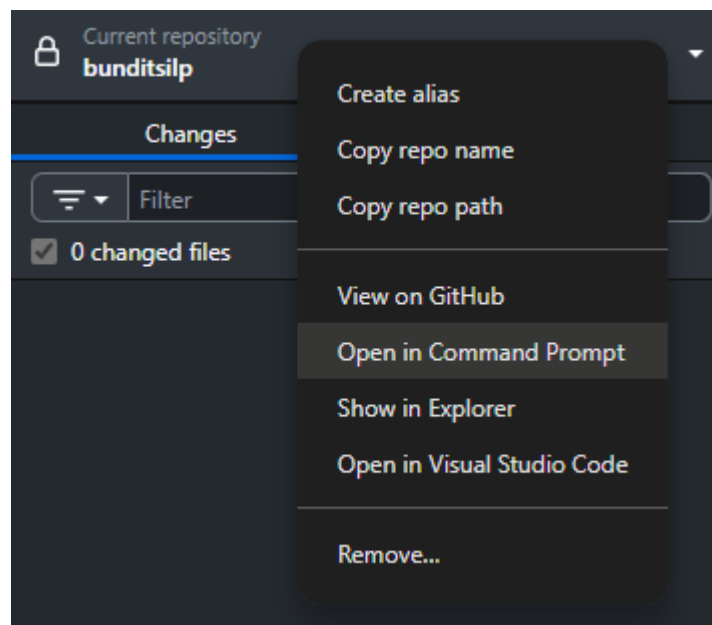 Current repository
bunditsilp
Changes
Filter
0 changed files
Create alias
Copy repo name
Copy repo path
View on GitHub
Open in Command Prompt
Show in Explorer
Open in Visual Studio Code
Remove...